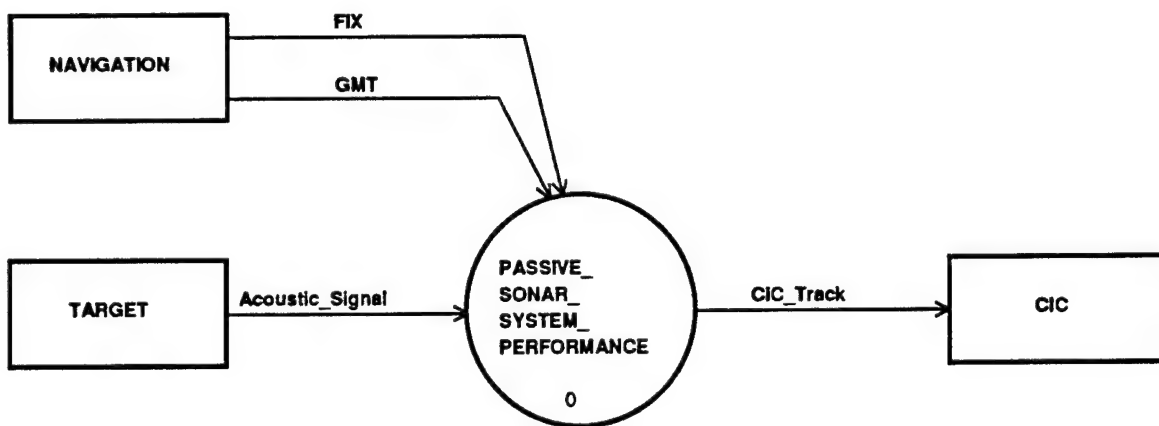 FIX
NAVIGATION
GMT
PASSIVE_
SONAR_
SYSTEM_
PERFORMANCE
0
TARGET
Acoustic_Signal
CIC_Track
CIC